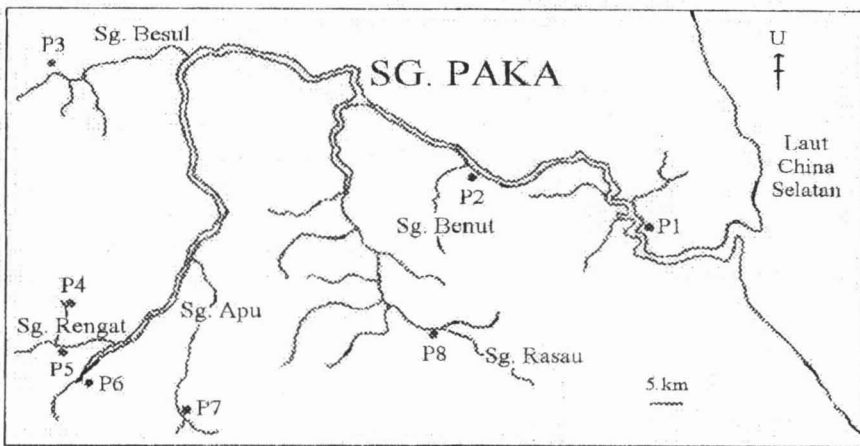 P3
Sg. Besul
SG. PAKA
U
Laut
China
Selatan
P2
Sg. Benut
P1
P4
Sg. Rengat
Sg. Apu
P5
P6
P7
P8
Sg. Rasau
5 km